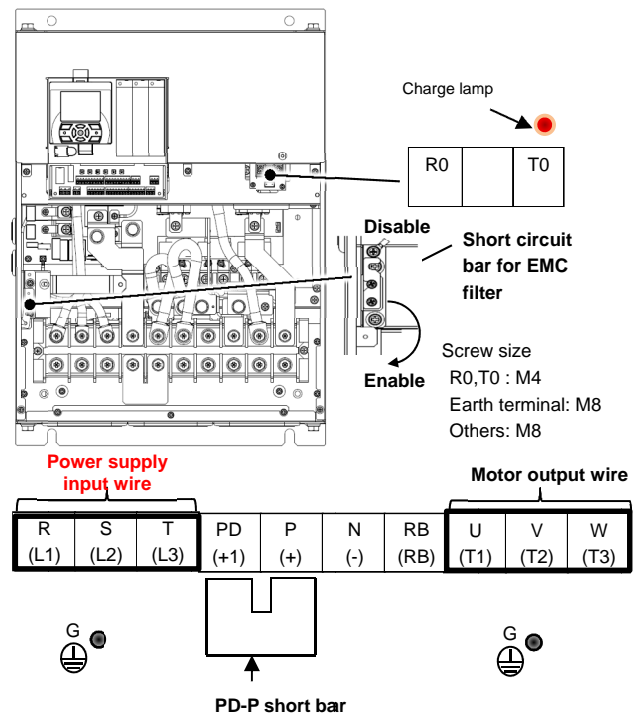 Charge lamp
R0 T0
Disable
Short circuit
bar for EMC
filter
Enable
Screw size
R0,T0 : M4
Earth terminal: M8
Others: M8
Power supply
input wire
Motor output wire
R S T PD P N RB U V W
(L1) (L2) (L3) (+1) (+) (-) (RB) (T1) (T2) (T3)
G G
PD-P short bar